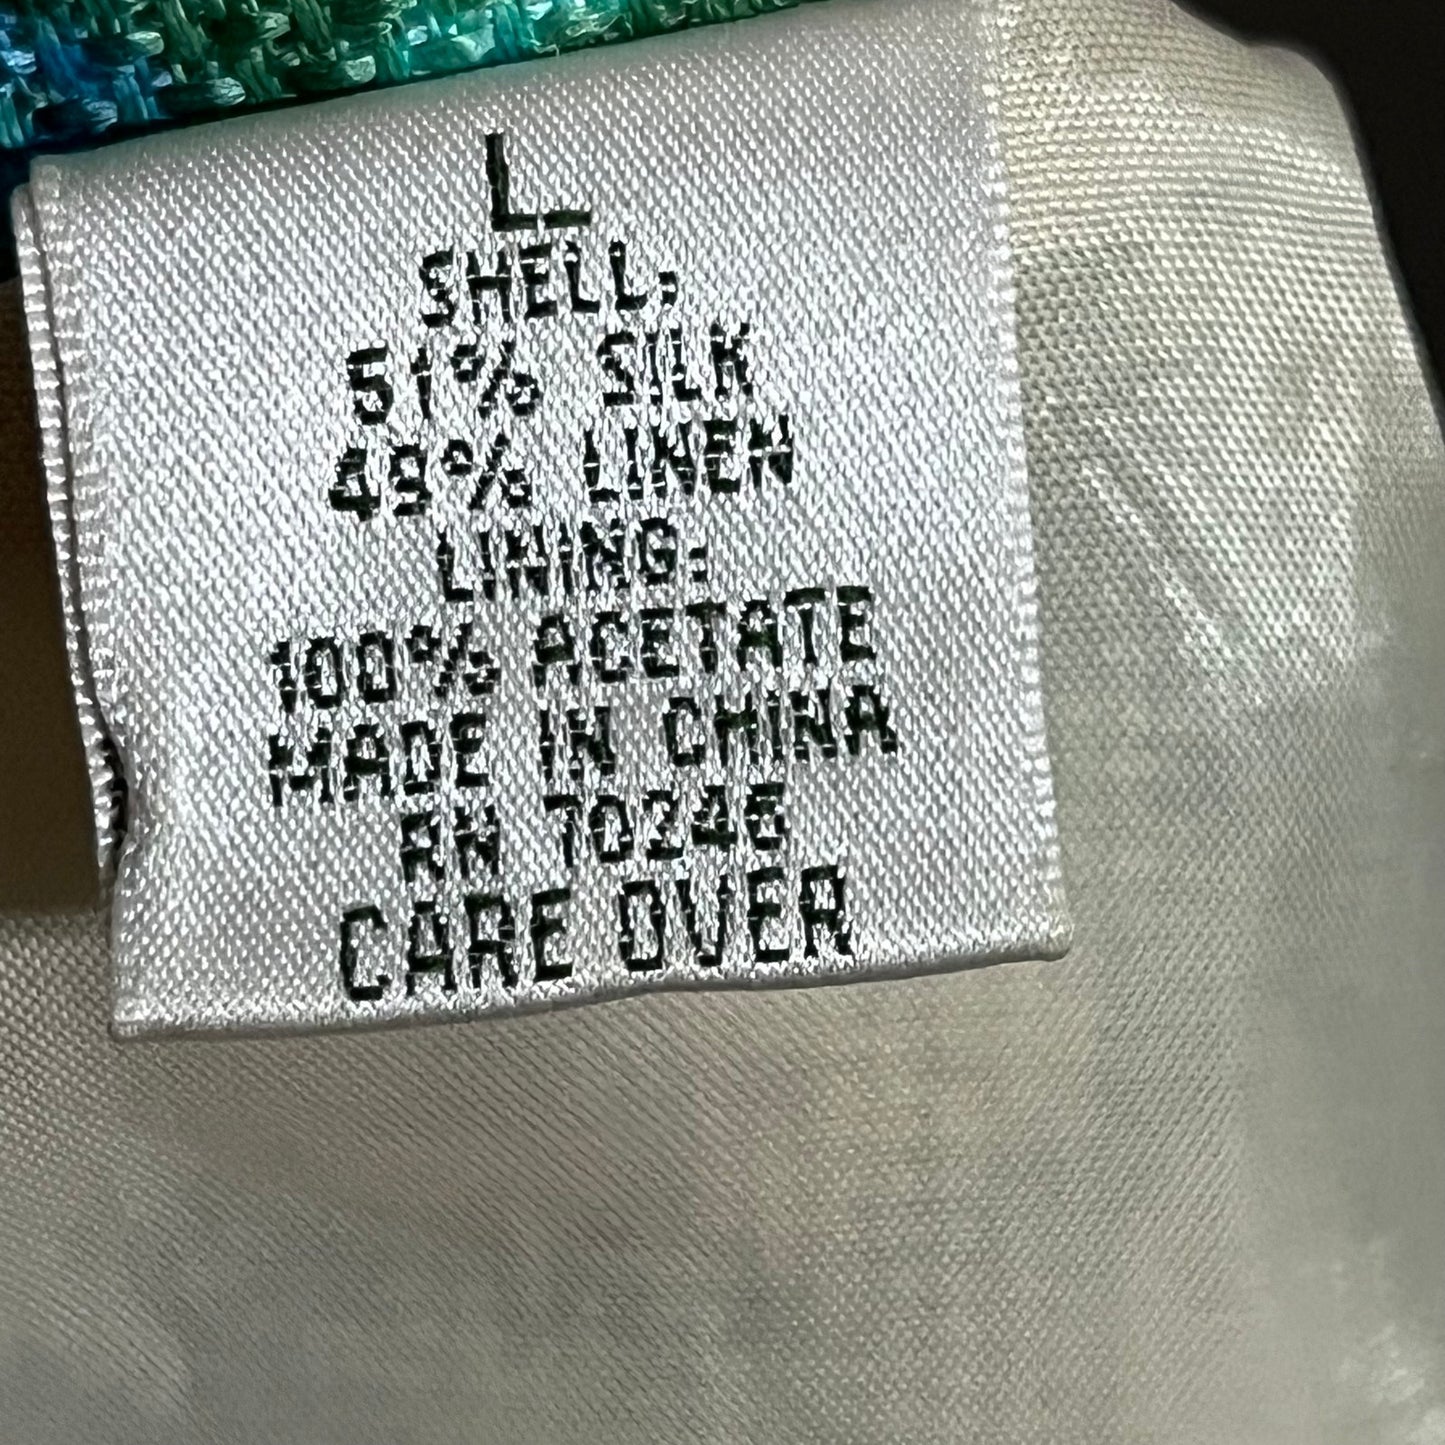 L
SHELL:
51% SILK
49% LINEN
LINING:
100% ACETATE
MADE IN CHINA
RN 70246
CARE OVER